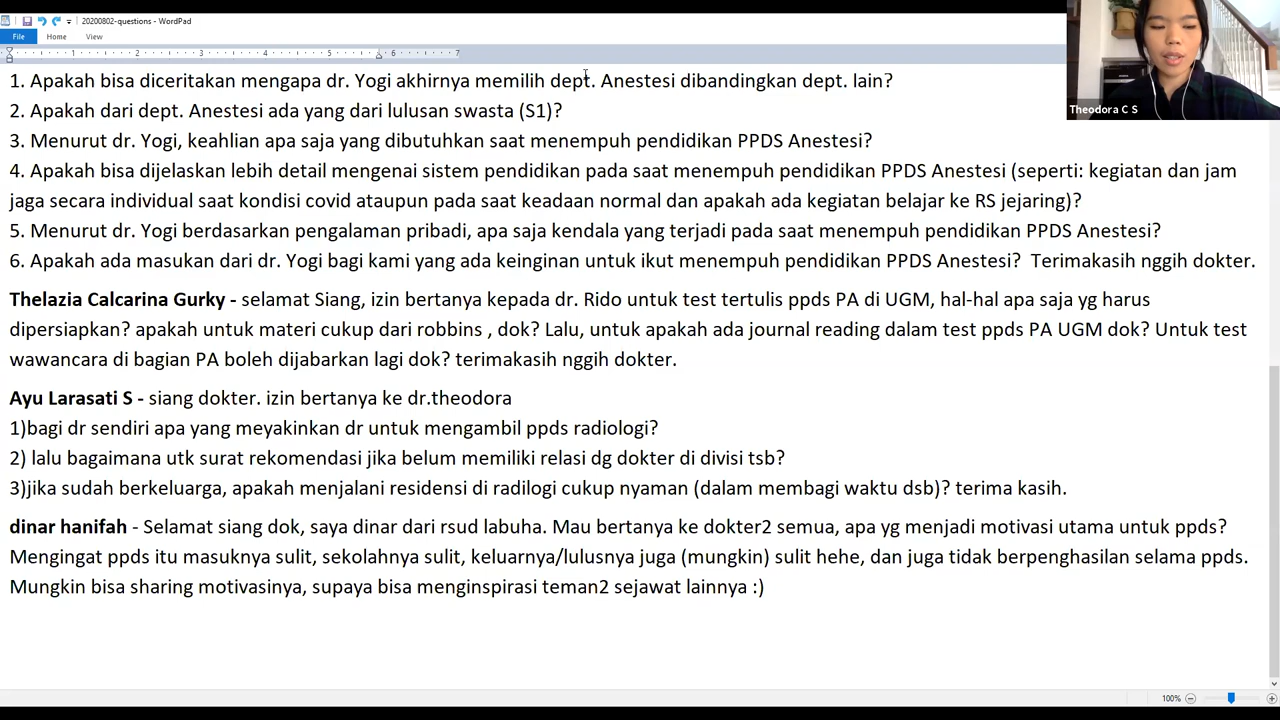 20200802-questions - WordPad
File Home View
1 2 3 4 5 6 7
1. Apakah bisa diceritakan mengapa dr. Yogi akhirnya memilih dept. Anestesi dibandingkan dept. lain?
2. Apakah dari dept. Anestesi ada yang dari lulusan swasta (S1)?
3. Menurut dr. Yogi, keahlian apa saja yang dibutuhkan saat menempuh pendidikan PPDS Anestesi?
4. Apakah bisa dijelaskan lebih detail mengenai sistem pendidikan pada saat menempuh pendidikan PPDS Anestesi (seperti: kegiatan dan jam
jaga secara individual saat kondisi covid ataupun pada saat keadaan normal dan apakah ada kegiatan belajar ke RS jejaring)?
5. Menurut dr. Yogi berdasarkan pengalaman pribadi, apa saja kendala yang terjadi pada saat menempuh pendidikan PPDS Anestesi?
6. Apakah ada masukan dari dr. Yogi bagi kami yang ada keinginan untuk ikut menempuh pendidikan PPDS Anestesi?  Terimakasih nggih dokter.
Thelazia Calcarina Gurky - selamat Siang, izin bertanya kepada dr. Rido untuk test tertulis ppds PA di UGM, hal-hal apa saja yg harus
dipersiapkan? apakah untuk materi cukup dari robbins , dok? Lalu, untuk apakah ada journal reading dalam test ppds PA UGM dok? Untuk test
wawancara di bagian PA boleh dijabarkan lagi dok? terimakasih nggih dokter.
Ayu Larasati S - siang dokter. izin bertanya ke dr.theodora
1)bagi dr sendiri apa yang meyakinkan dr untuk mengambil ppds radiologi?
2) lalu bagaimana utk surat rekomendasi jika belum memiliki relasi dg dokter di divisi tsb?
3)jika sudah berkeluarga, apakah menjalani residensi di radilogi cukup nyaman (dalam membagi waktu dsb)? terima kasih.
dinar hanifah - Selamat siang dok, saya dinar dari rsud labuha. Mau bertanya ke dokter2 semua, apa yg menjadi motivasi utama untuk ppds?
Mengingat ppds itu masuknya sulit, sekolahnya sulit, keluarnya/lulusnya juga (mungkin) sulit hehe, dan juga tidak berpenghasilan selama ppds.
Mungkin bisa sharing motivasinya, supaya bisa menginspirasi teman2 sejawat lainnya :)
Theodora C S
100%